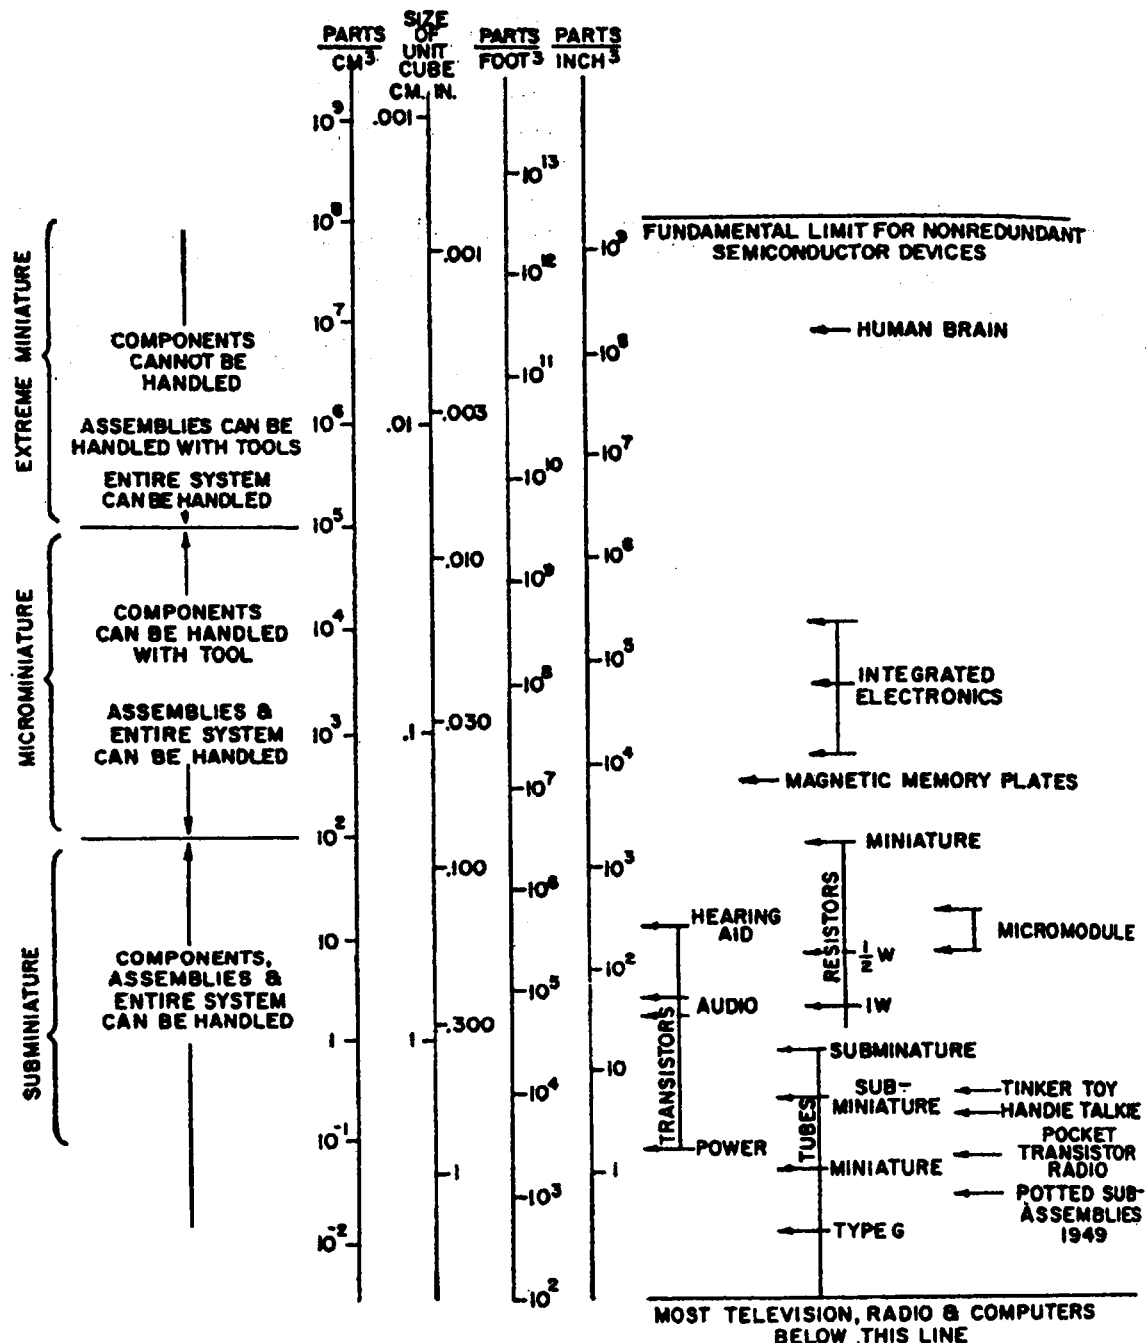 PARTS
CM³
SIZE
OF
UNIT
CUBE
CM. IN.
PARTS
FOOT³
PARTS
INCH³
10⁹
10⁸
10⁷
10⁶
10⁵
10⁴
10³
10²
10
1
10⁻¹
10⁻²
.001
.01
.1
1
.001
.003
.010
.030
.100
.300
1
10¹³
10¹²
10¹¹
10¹⁰
10⁹
10⁸
10⁷
10⁶
10⁵
10⁴
10³
10²
10⁹
10⁸
10⁷
10⁶
10⁵
10⁴
10³
10²
10
1
EXTREME MINIATURE
COMPONENTS
CANNOT BE
HANDLED
ASSEMBLIES CAN BE
HANDLED WITH TOOLS
ENTIRE SYSTEM
CAN BE HANDLED
MICROMINIATURE
COMPONENTS
CAN BE HANDLED
WITH TOOL
ASSEMBLIES &
ENTIRE SYSTEM
CAN BE HANDLED
SUBMINIATURE
COMPONENTS,
ASSEMBLIES &
ENTIRE SYSTEM
CAN BE HANDLED
FUNDAMENTAL LIMIT FOR NONREDUNDANT
SEMICONDUCTOR DEVICES
HUMAN BRAIN
INTEGRATED
ELECTRONICS
MAGNETIC MEMORY PLATES
RESISTORS
MINIATURE
½ W
1W
MICROMODULE
TRANSISTORS
HEARING
AID
AUDIO
POWER
TUBES
SUBMINATURE
SUB-
MINIATURE
MINIATURE
TYPE G
TINKER TOY
HANDIE TALKIE
POCKET
TRANSISTOR
RADIO
POTTED SUB-
ASSEMBLIES
1949
MOST TELEVISION, RADIO & COMPUTERS
BELOW THIS LINE